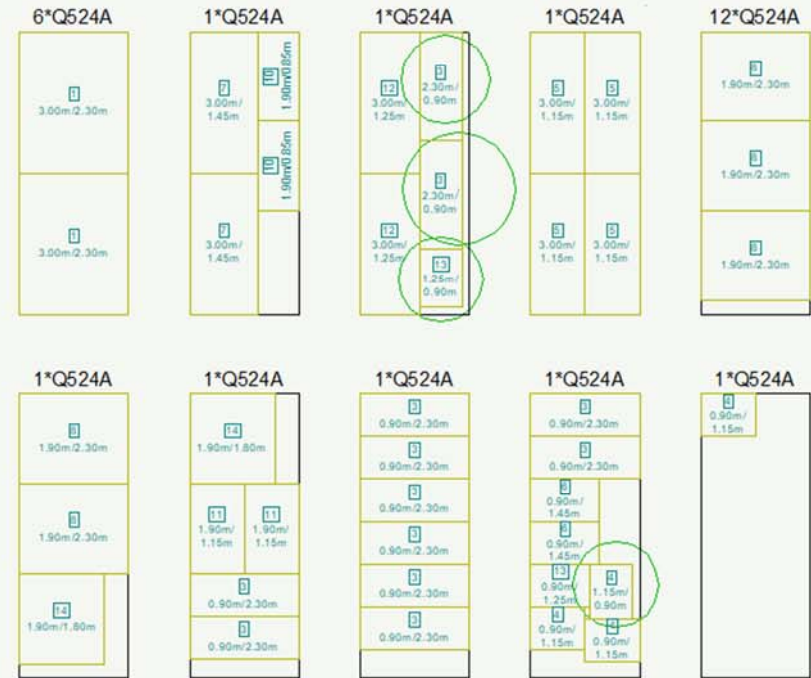 6*Q524A
1
3.00m/2.30m
1
3.00m/2.30m
1*Q524A
7
3.00m/
1.45m
10
1.90m/0.85m
10
1.90m/0.85m
7
3.00m/
1.45m
1*Q524A
12
3.00m/
1.25m
3
2.30m/
0.90m
3
2.30m/
0.90m
12
3.00m/
1.25m
13
1.25m/
0.90m
1*Q524A
5
3.00m/
1.15m
5
3.00m/
1.15m
5
3.00m/
1.15m
5
3.00m/
1.15m
12*Q524A
8
1.90m/2.30m
8
1.90m/2.30m
8
1.90m/2.30m
1*Q524A
8
1.90m/2.30m
8
1.90m/2.30m
14
1.90m/1.80m
1*Q524A
14
1.90m/1.80m
11
1.90m/
1.15m
11
1.90m/
1.15m
3
0.90m/2.30m
3
0.90m/2.30m
1*Q524A
3
0.90m/2.30m
3
0.90m/2.30m
3
0.90m/2.30m
3
0.90m/2.30m
3
0.90m/2.30m
3
0.90m/2.30m
1*Q524A
3
0.90m/2.30m
3
0.90m/2.30m
6
0.90m/
1.45m
6
0.90m/
1.45m
13
0.90m/
1.25m
4
1.15m/
0.90m
4
0.90m/
1.15m
4
0.90m/
1.15m
1*Q524A
4
0.90m/
1.15m